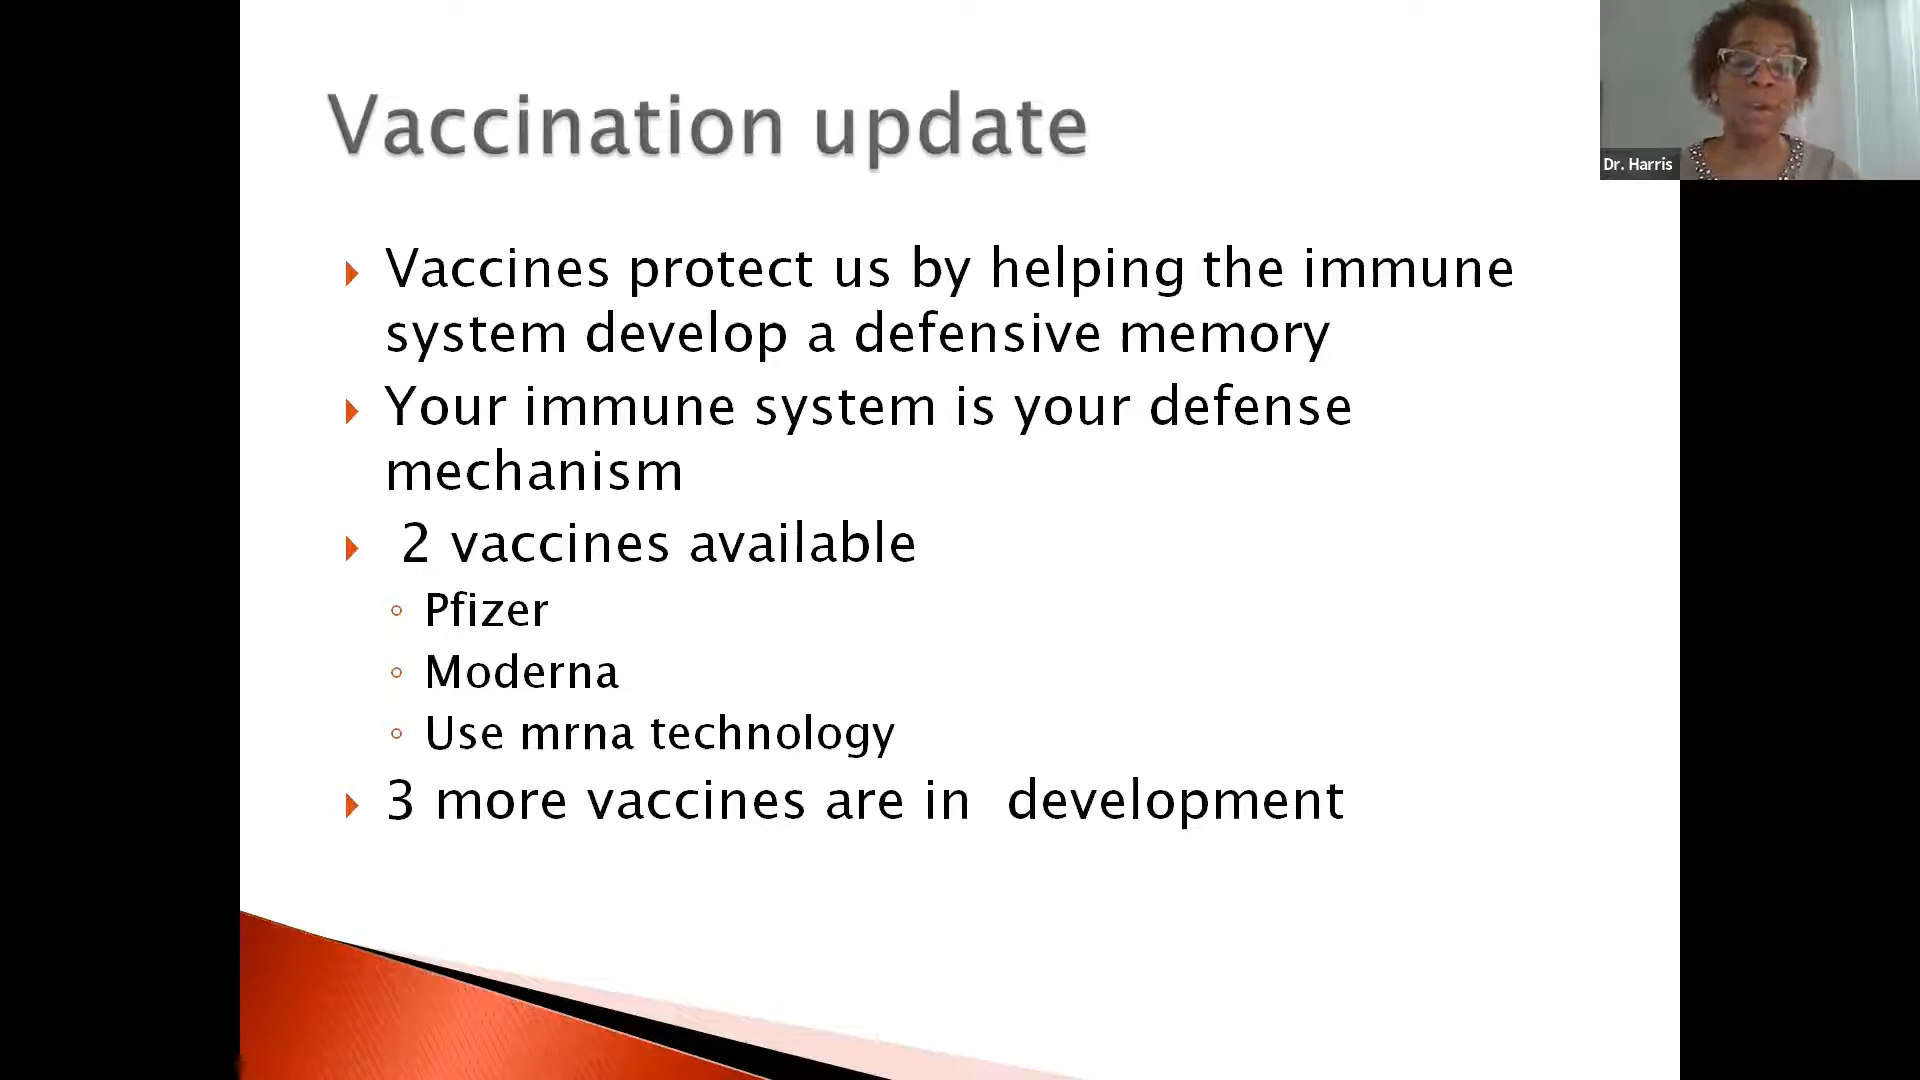 Vaccination update
Dr. Harris
Vaccines protect us by helping the immune
system develop a defensive memory
Your immune system is your defense
mechanism
2 vaccines available
Pfizer
Moderna
Use mrna technology
3 more vaccines are in development